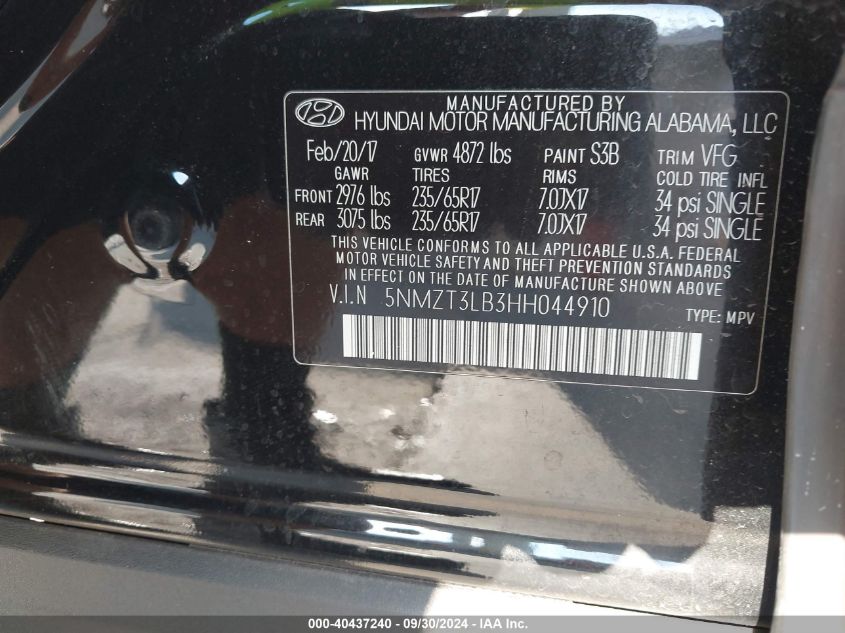 MANUFACTURED BY
HYUNDAI MOTOR MANUFACTURING ALABAMA, LLC
Feb/20/17 GVWR 4872 lbs PAINT S3B TRIM VFG
GAWR TIRES RIMS COLD TIRE INFL
FRONT 2976 lbs 235/65R17 7.0JX17 34 psi SINGLE
REAR 3075 lbs 235/65R17 7.0JX17 34 psi SINGLE
THIS VEHICLE CONFORMS TO ALL APPLICABLE U.S.A. FEDERAL
MOTOR VEHICLE SAFETY AND THEFT PREVENTION STANDARDS
IN EFFECT ON THE DATE OF MANUFACTURE SHOWN ABOVE.
V.I.N 5NMZT3LB3HH044910 TYPE: MPV
000-40437240 - 09/30/2024 - IAA Inc.